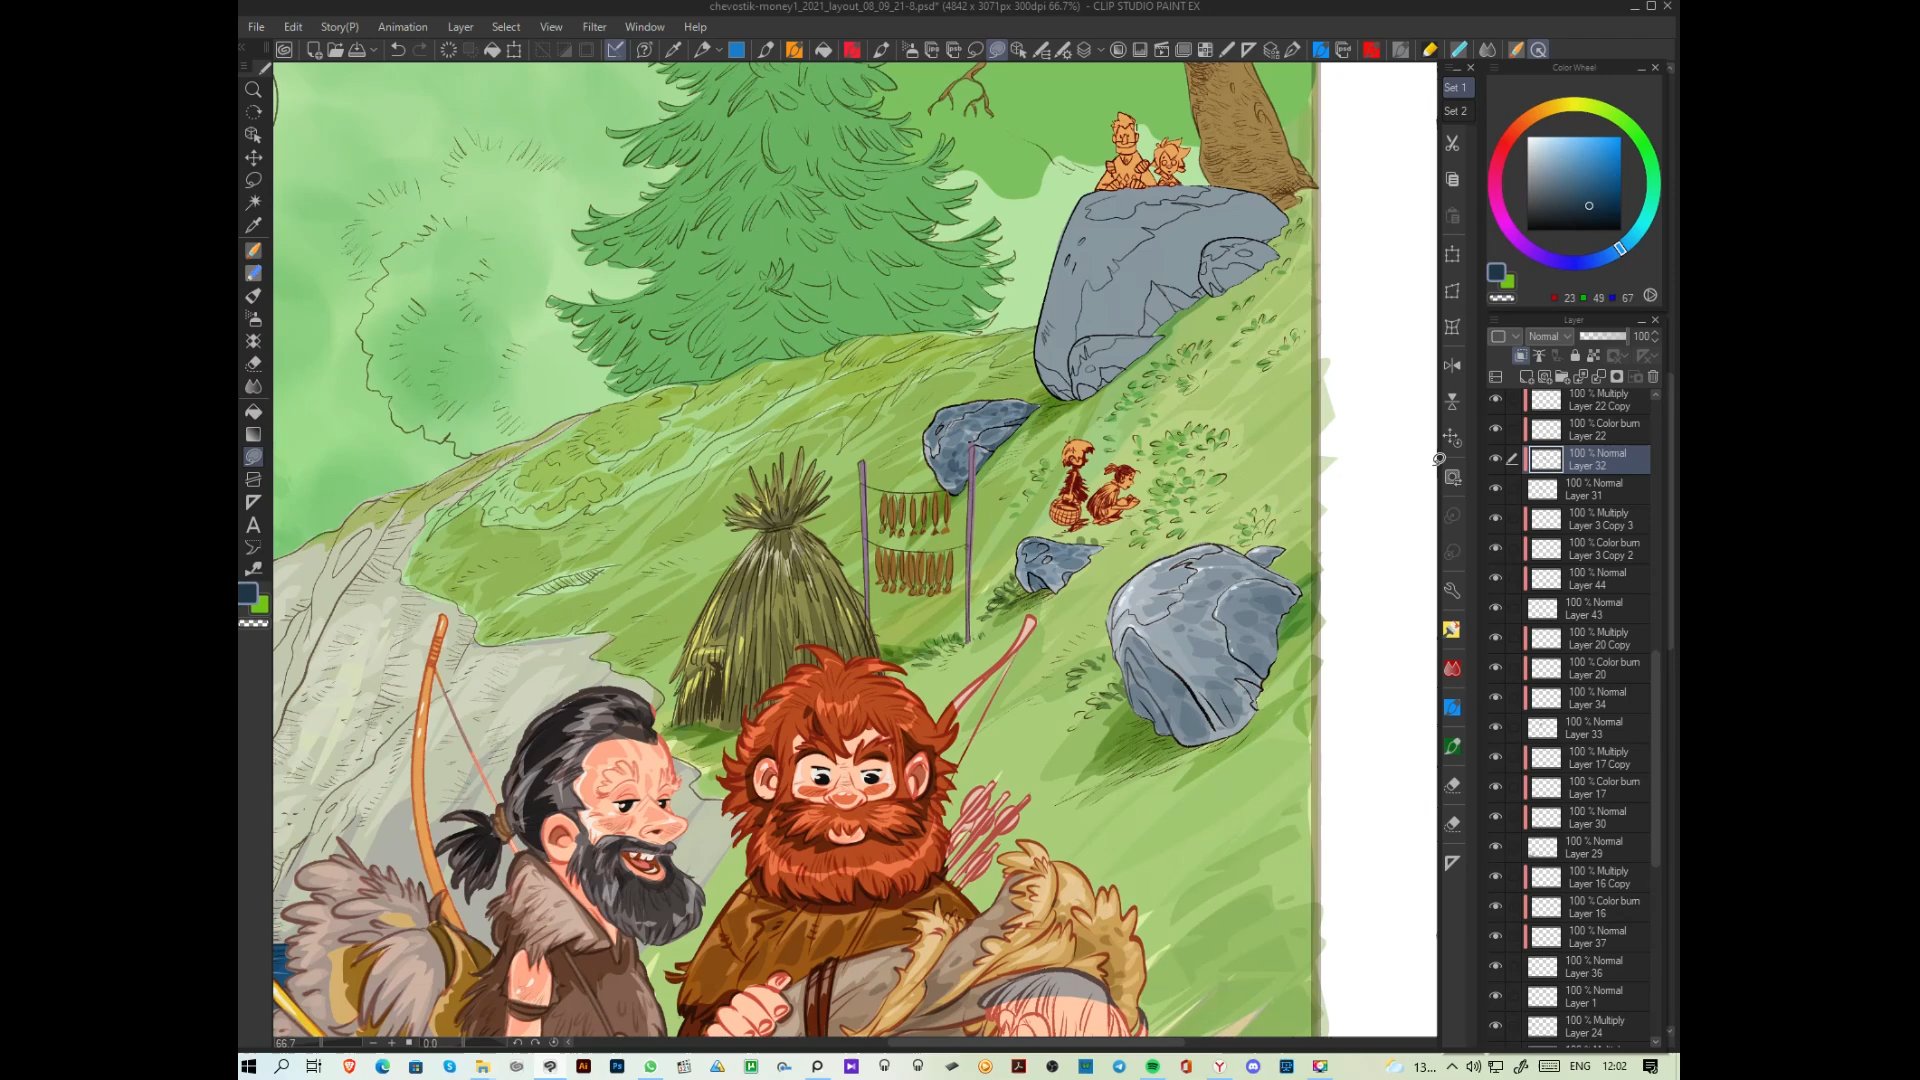 chevostik-money1_2021_layout_08_09_21-8.psd* (4842 x 3071px 300dpi 66.7%) - CLIP STUDIO PAINT EX
File Edit Story(P) Animation Layer Select View Filter Window Help
Set 1
Set 2
Color Wheel
23 49 67
Layer
Normal 100
100 % Multiply
Layer 22 Copy
100 % Color burn
Layer 22
100 % Normal
Layer 32
100 % Normal
Layer 31
100 % Multiply
Layer 3 Copy 3
100 % Color burn
Layer 3 Copy 2
100 % Normal
Layer 44
100 % Normal
Layer 43
100 % Multiply
Layer 20 Copy
100 % Color burn
Layer 20
100 % Normal
Layer 34
100 % Normal
Layer 33
100 % Multiply
Layer 17 Copy
100 % Color burn
Layer 17
100 % Normal
Layer 30
100 % Normal
Layer 29
100 % Multiply
Layer 16 Copy
100 % Color burn
Layer 16
100 % Normal
Layer 37
100 % Normal
Layer 36
100 % Normal
Layer 1
100 % Multiply
Layer 24
66.7 0.0
13... ENG 12:02